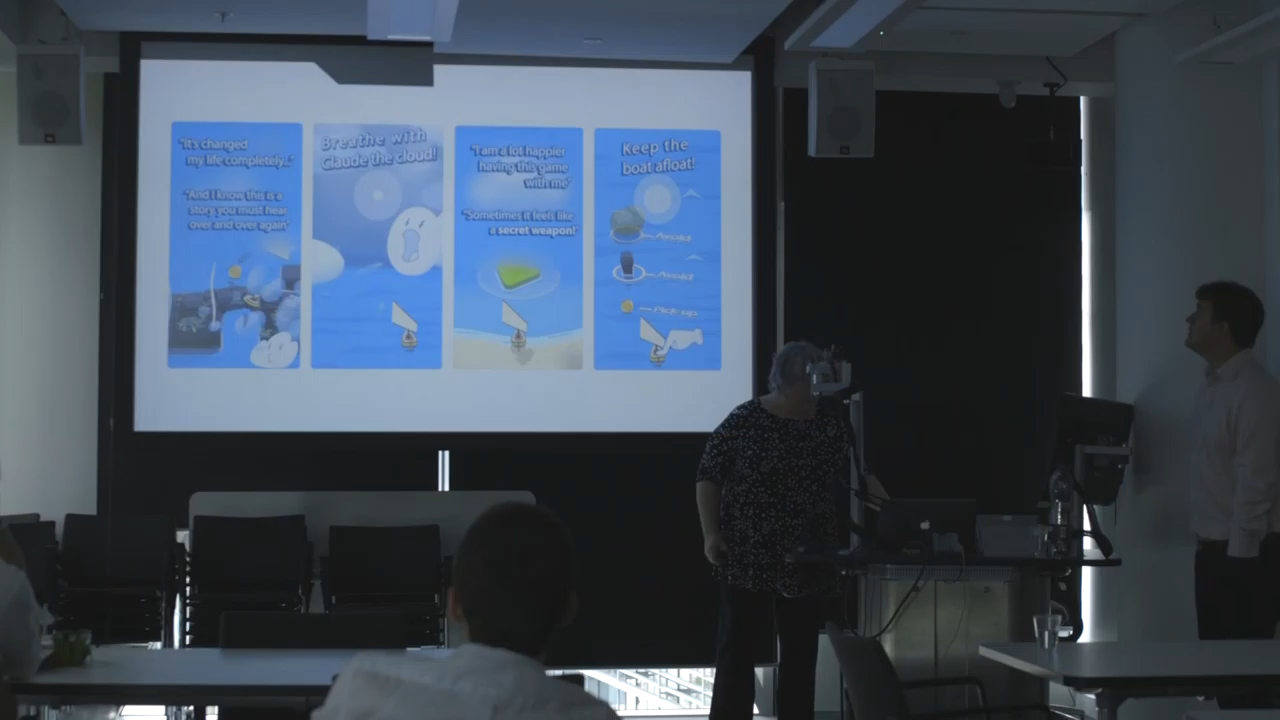 "It's changed
my life completely..."
"And I know this is a
story you must hear
over and over again"
Breathe with
Claude the cloud!
"I am a lot happier
having this game
with me"
"Sometimes it feels like
a secret weapon!"
Keep the
boat afloat!
Avoid
Avoid
Pick up